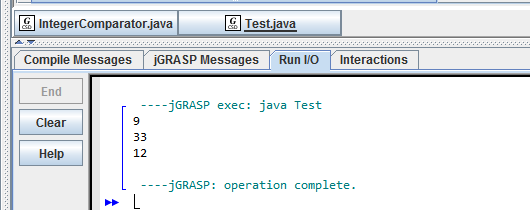 IntegerComparator.java Test.java
Compile Messages jGRASP Messages Run I/O Interactions
End
Clear
Help
----jGRASP exec: java Test
9
33
12
----jGRASP: operation complete.